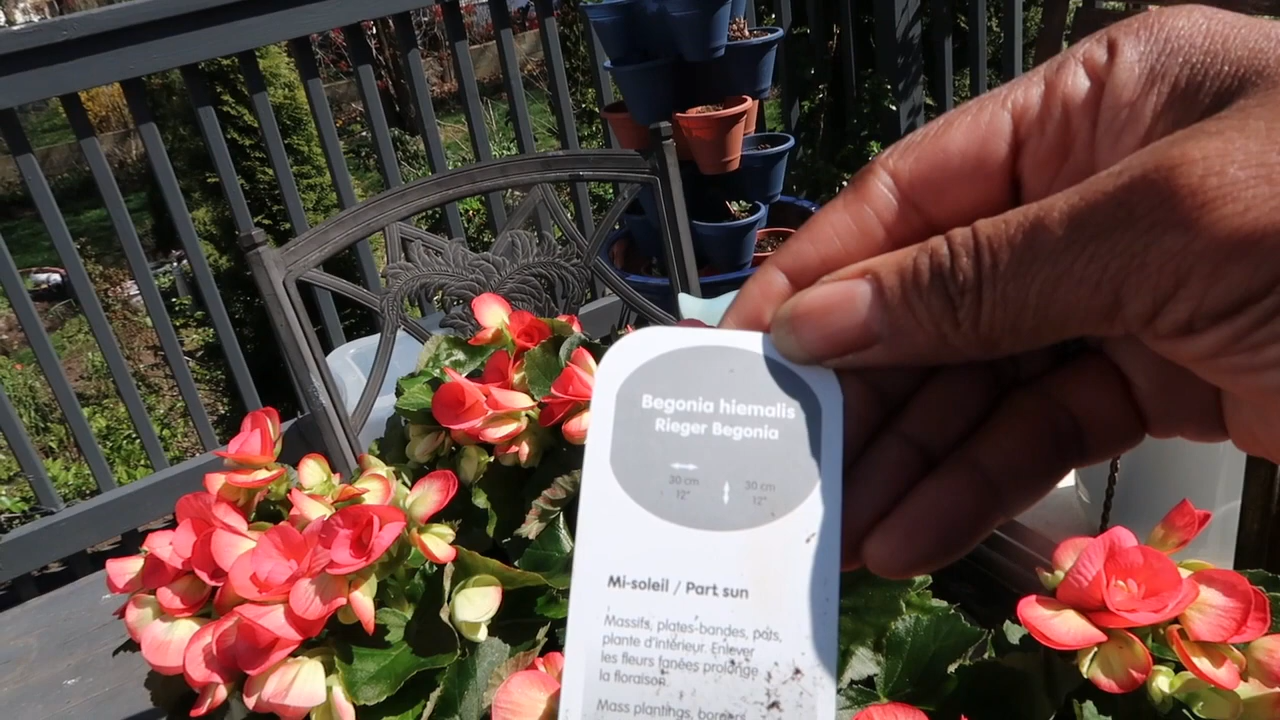 Begonia hiemalis
Rieger Begonia
30 cm
12"
30 cm
12"
Mi-soleil / Part sun
Massifs, plates-bandes, pots,
plante d'intérieur. Enlever
les fleurs fanées prolonge
la floraison.
Mass plantings, borders,